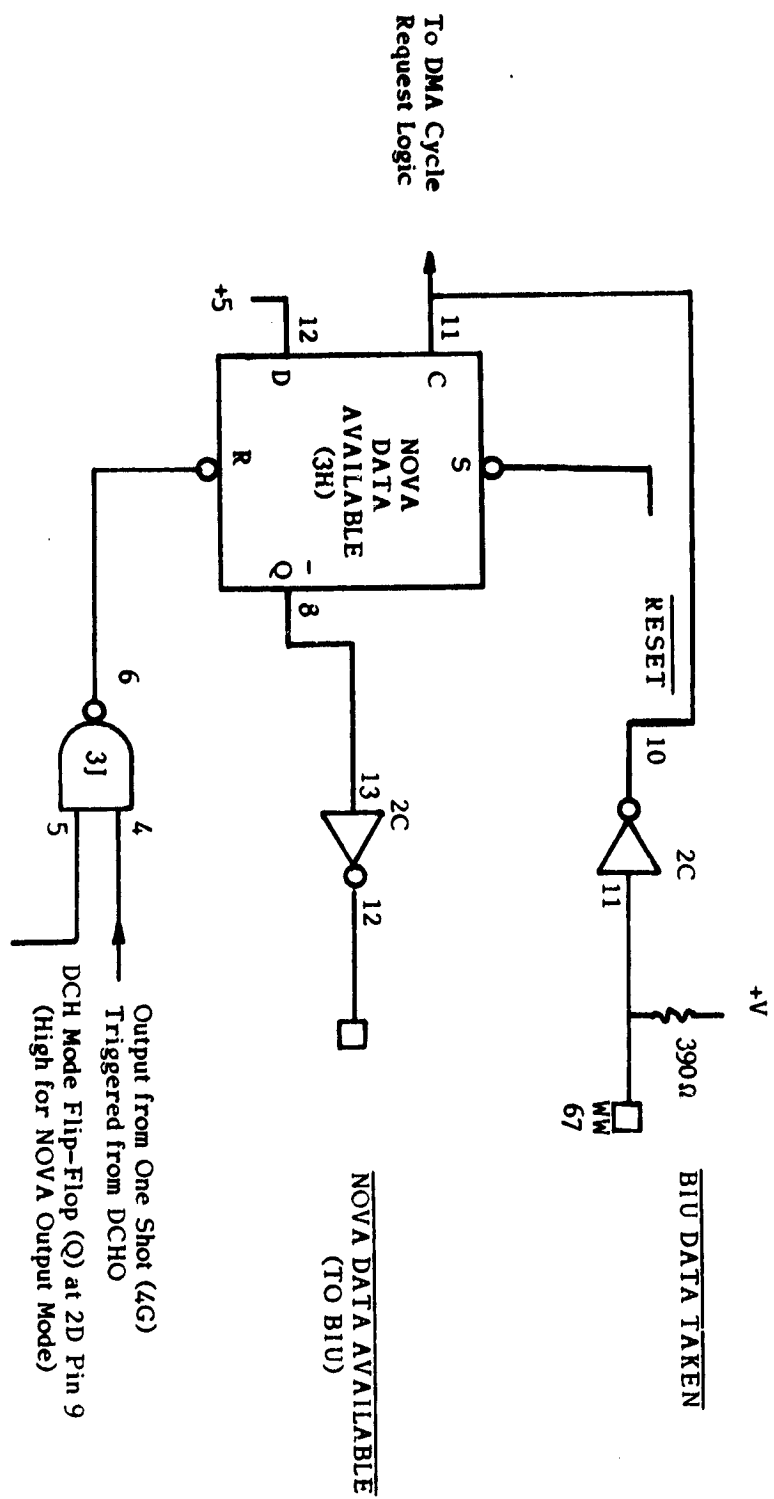 +V
390Ω
WW
67
BIU DATA TAKEN
2C
11
10
RESET
To DMA Cycle
Request Logic
11
C
S
NOVA
DATA
AVAILABLE
(3H)
+5
12
D
R
Q
8
13
2C
12
NOVA DATA AVAILABLE
(TO BIU)
6
3J
4
5
Output from One Shot (4G)
Triggered from DCHO
DCH Mode Flip-Flop (Q) at 2D Pin 9
(High for NOVA Output Mode)